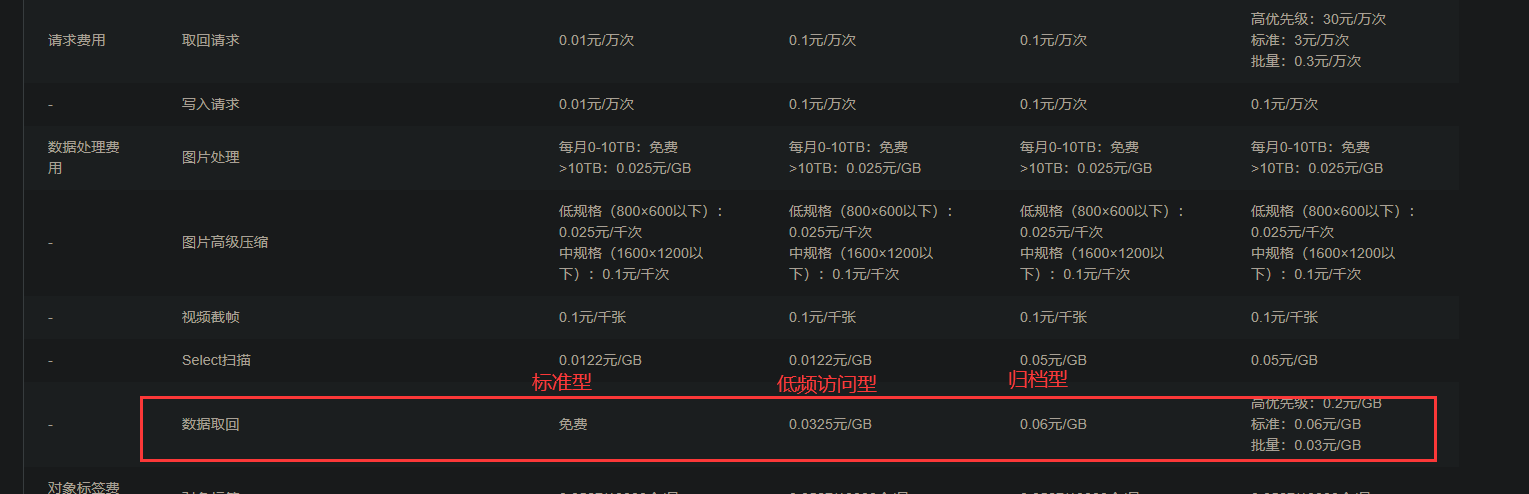 高优先级：30元/万次
请求费用 取回请求 0.01元/万次 0.1元/万次 0.1元/万次 标准：3元/万次
批量：0.3元/万次
- 写入请求 0.01元/万次 0.1元/万次 0.1元/万次 0.1元/万次
数据处理费 每月0-10TB：免费 每月0-10TB：免费 每月0-10TB：免费 每月0-10TB：免费
图片处理
用 >10TB：0.025元/GB >10TB：0.025元/GB >10TB：0.025元/GB >10TB：0.025元/GB
低规格（800×600以下）： 低规格（800×600以下）： 低规格（800×600以下）： 低规格（800×600以下）：
0.025元/千次 0.025元/千次 0.025元/千次 0.025元/千次
- 图片高级压缩
中规格（1600×1200以 中规格（1600×1200以 中规格（1600×1200以 中规格（1600×1200以
下）：0.1元/千次 下）：0.1元/千次 下）：0.1元/千次 下）：0.1元/千次
- 视频截帧 0.1元/千张 0.1元/千张 0.1元/千张 0.1元/千张
- Select扫描 0.0122元/GB 0.0122元/GB 0.05元/GB 0.05元/GB
标准型 低频访问型 归档型
高优先级：0.2元/GB
- 数据取回 免费 0.0325元/GB 0.06元/GB 标准：0.06元/GB
批量：0.03元/GB
对象标签费